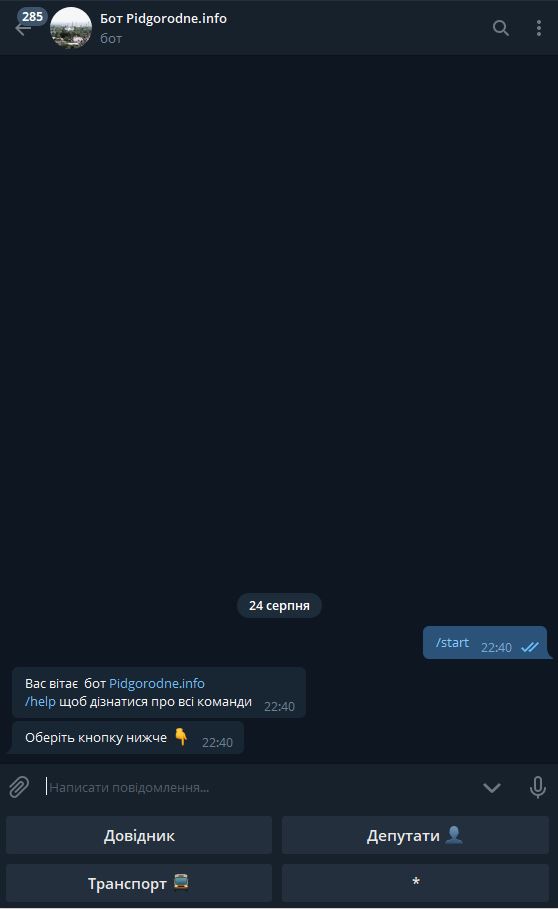 285
Бот Pidgorodne.info
бот
24 серпня
/start 22:40
Вас вітає бот Pidgorodne.info
/help щоб дізнатися про всі команди 22:40
Оберіть кнопку нижче 👇 22:40
Написати повідомлення...
Довідник
Депутати 👤
Транспорт 🚍
*